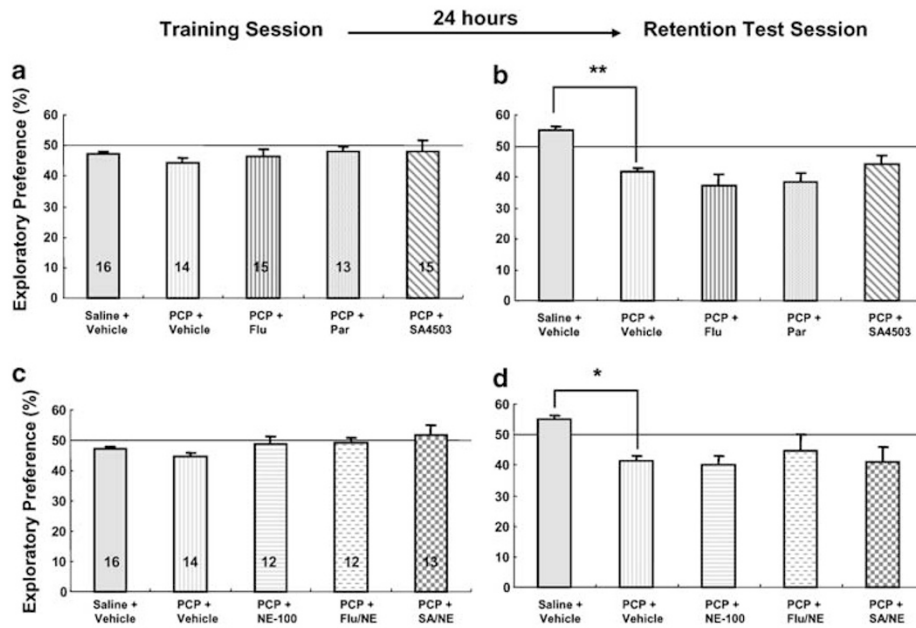 Training Session 24 hours Retention Test Session
a
Exploratory Preference (%)
60
50
40
30
20
10
0
16 14 15 13 15
Saline + Vehicle PCP + Vehicle PCP + Flu PCP + Par PCP + SA4503
b
**
60
50
40
30
20
10
0
Saline + Vehicle PCP + Vehicle PCP + Flu PCP + Par PCP + SA4503
c
Exploratory Preference (%)
60
50
40
30
20
10
0
16 14 12 12 13
Saline + Vehicle PCP + Vehicle PCP + NE-100 PCP + Flu/NE PCP + SA/NE
d
*
60
50
40
30
20
10
0
Saline + Vehicle PCP + Vehicle PCP + NE-100 PCP + Flu/NE PCP + SA/NE